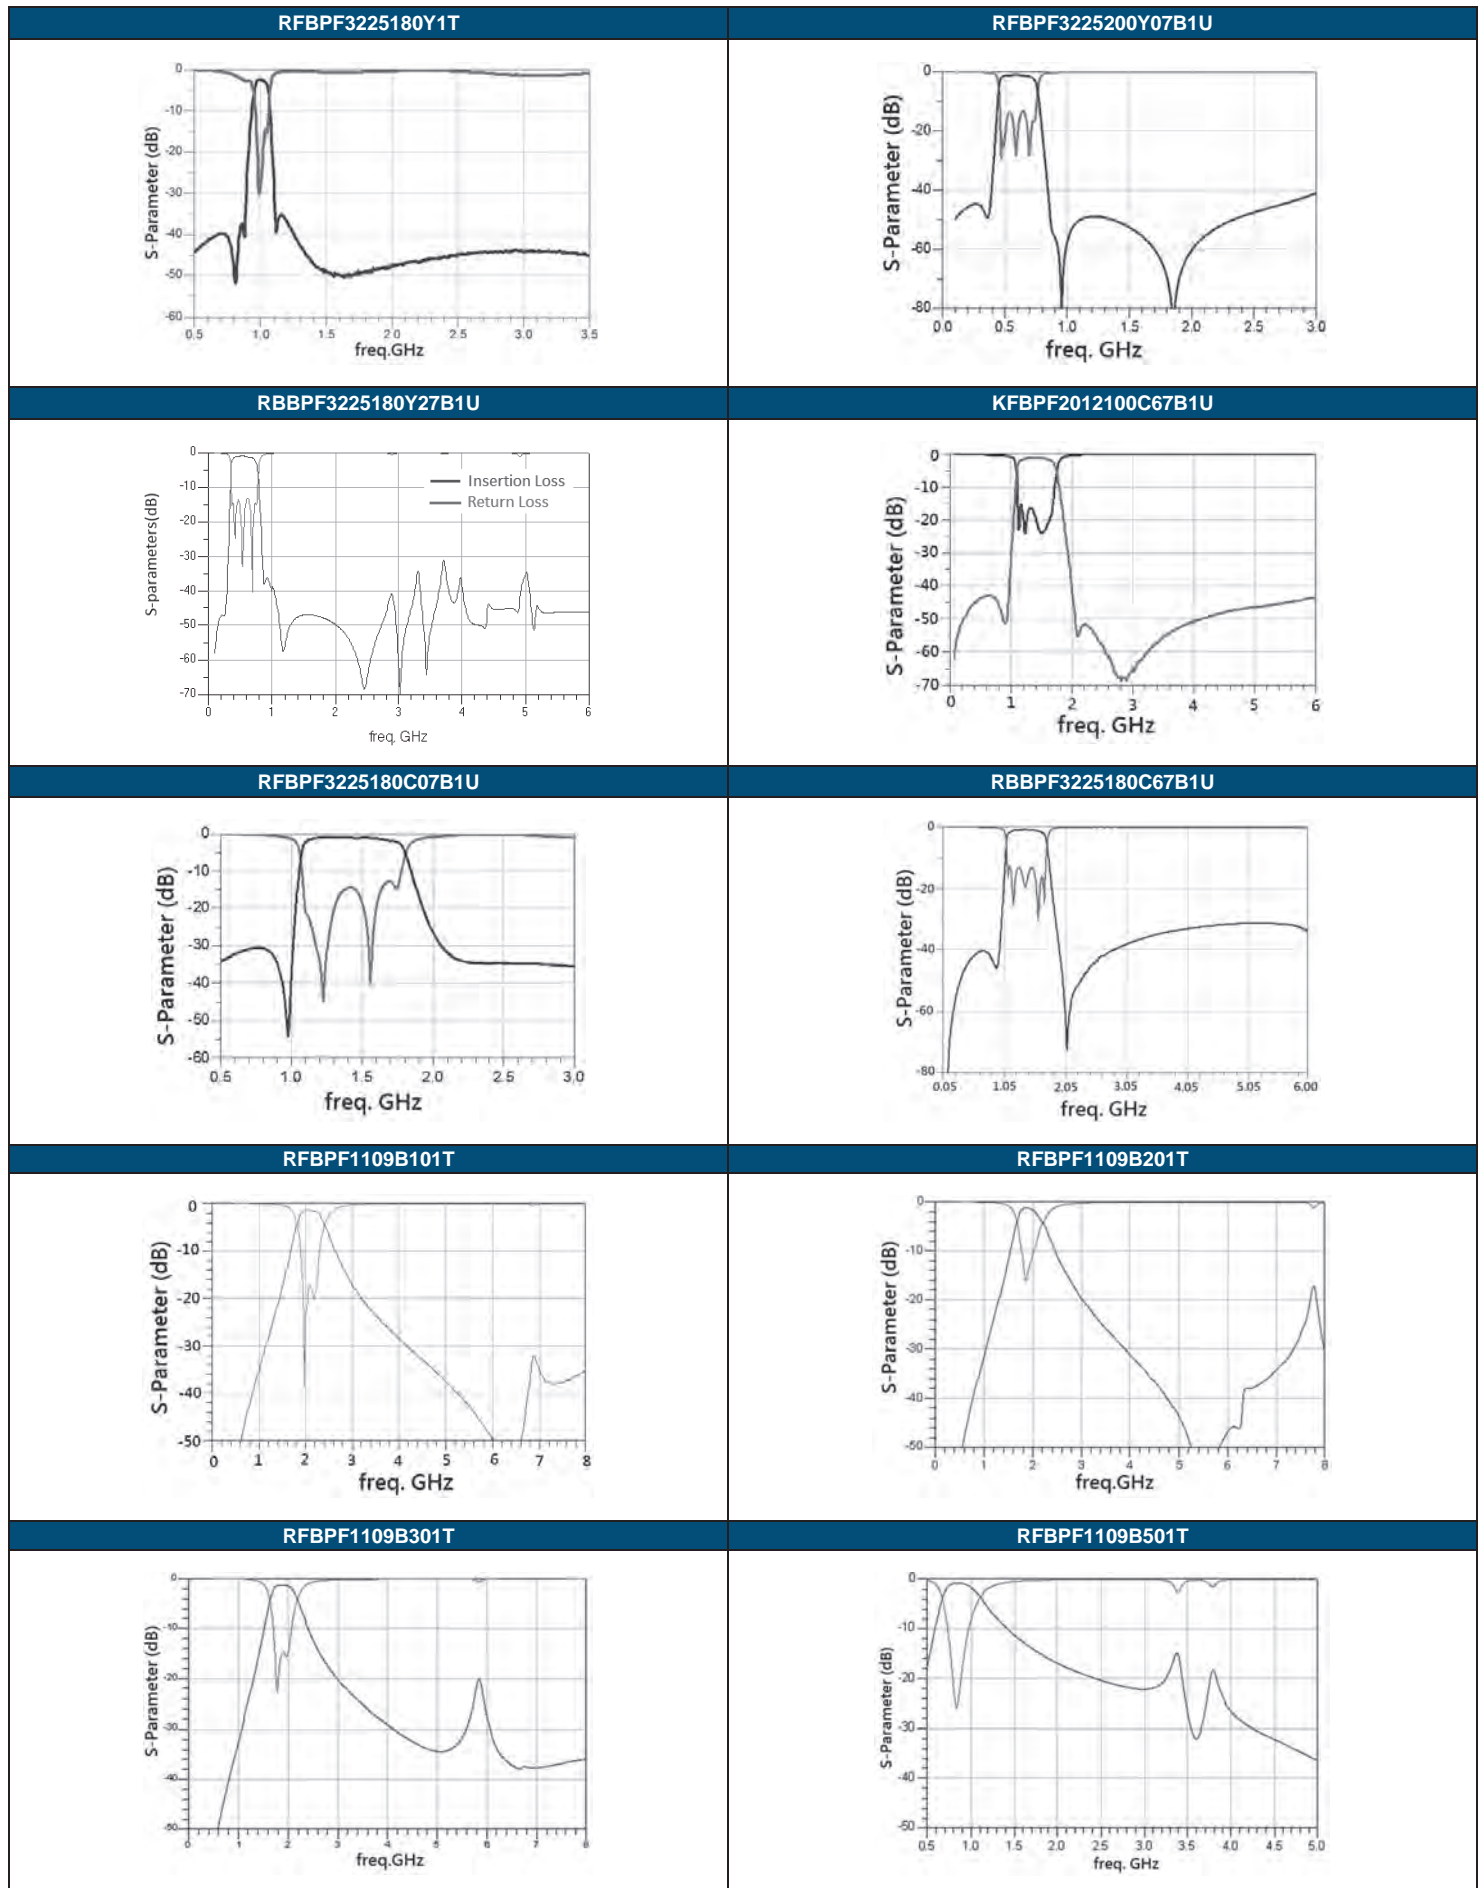 RFBPF3225180Y1T
S-Parameter (dB)
0
-10
-20
-30
-40
-50
-60
0.5 1.0 1.5 2.0 2.5 3.0 3.5
freq.GHz
RFBPF3225200Y07B1U
S-Parameter (dB)
0
-20
-40
-60
-80
0.0 0.5 1.0 1.5 2.0 2.5 3.0
freq. GHz
RBBPF3225180Y27B1U
S-parameters(dB)
0
-10
-20
-30
-40
-50
-60
-70
Insertion Loss
Return Loss
0 1 2 3 4 5 6
freq. GHz
KFBPF2012100C67B1U
S-Parameter (dB)
0
-10
-20
-30
-40
-50
-60
-70
0 1 2 3 4 5 6
freq. GHz
RFBPF3225180C07B1U
S-Parameter (dB)
0
-10
-20
-30
-40
-50
-60
0.5 1.0 1.5 2.0 2.5 3.0
freq. GHz
RBBPF3225180C67B1U
S-Parameter (dB)
0
-20
-40
-60
-80
0.05 1.05 2.05 3.05 4.05 5.05 6.00
freq. GHz
RFBPF1109B101T
S-Parameter (dB)
0
-10
-20
-30
-40
-50
0 1 2 3 4 5 6 7 8
freq. GHz
RFBPF1109B201T
S-Parameter (dB)
0
-10
-20
-30
-40
-50
0 1 2 3 4 5 6 7 8
freq.GHz
RFBPF1109B301T
S-Parameter (dB)
0
-10
-20
-30
-40
-50
0 1 2 3 4 5 6 7 8
freq.GHz
RFBPF1109B501T
S-Parameter (dB)
0
-10
-20
-30
-40
-50
0.5 1.0 1.5 2.0 2.5 3.0 3.5 4.0 4.5 5.0
freq. GHz